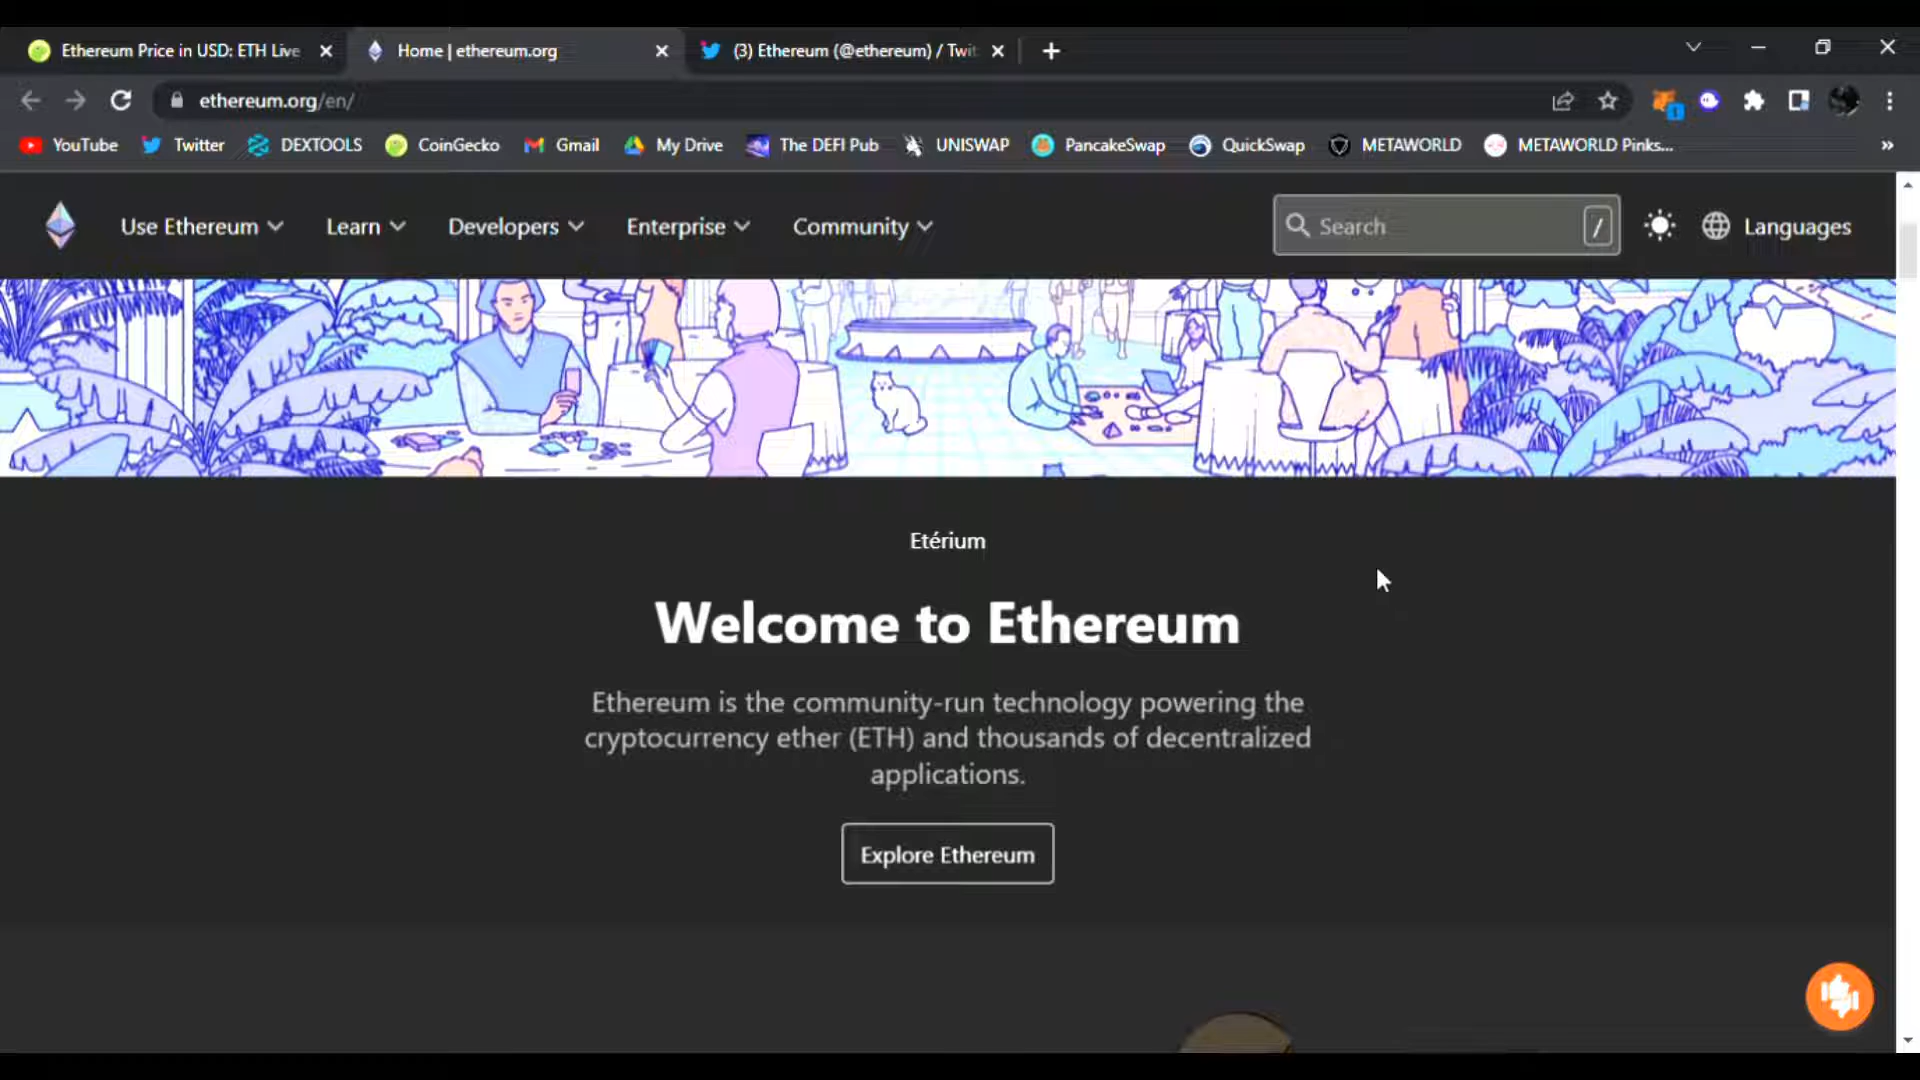 Ethereum Price in USD: ETH Live
Home | ethereum.org
(3) Ethereum (@ethereum) / Twit
ethereum.org/en/
1
YouTube Twitter DEXTOOLS CoinGecko Gmail My Drive The DEFI Pub UNISWAP PancakeSwap QuickSwap METAWORLD METAWORLD Pinks...
Use Ethereum Learn Developers Enterprise Community Search / Languages
Etérium
Welcome to Ethereum
Ethereum is the community-run technology powering the
cryptocurrency ether (ETH) and thousands of decentralized
applications.
Explore Ethereum